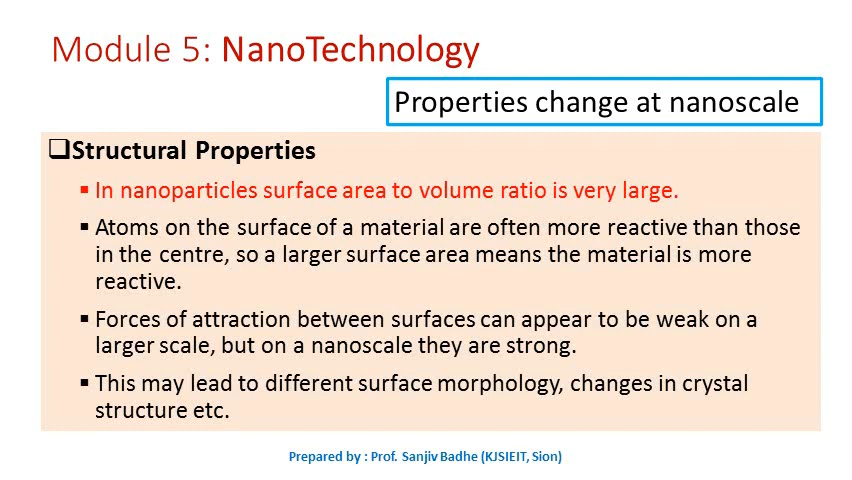 Module 5: NanoTechnology
Properties change at nanoscale
❑Structural Properties
▪ In nanoparticles surface area to volume ratio is very large.
▪ Atoms on the surface of a material are often more reactive than those
in the centre, so a larger surface area means the material is more
reactive.
▪ Forces of attraction between surfaces can appear to be weak on a
larger scale, but on a nanoscale they are strong.
▪ This may lead to different surface morphology, changes in crystal
structure etc.
Prepared by : Prof. Sanjiv Badhe (KJSIEIT, Sion)